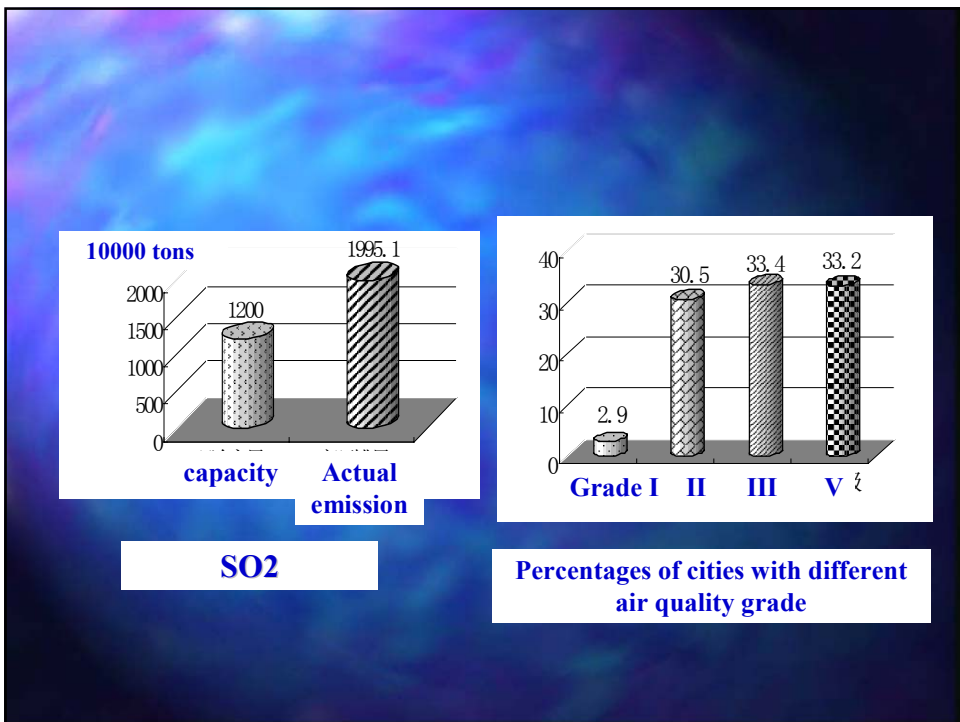 10000 tons
1995.1
2000
1200
1500
1000
500
0
capacity Actual
emission
SO2
40
30.5 33.4 33.2
30
20
10
2.9
0
Grade I II III V
Percentages of cities with different
air quality grade